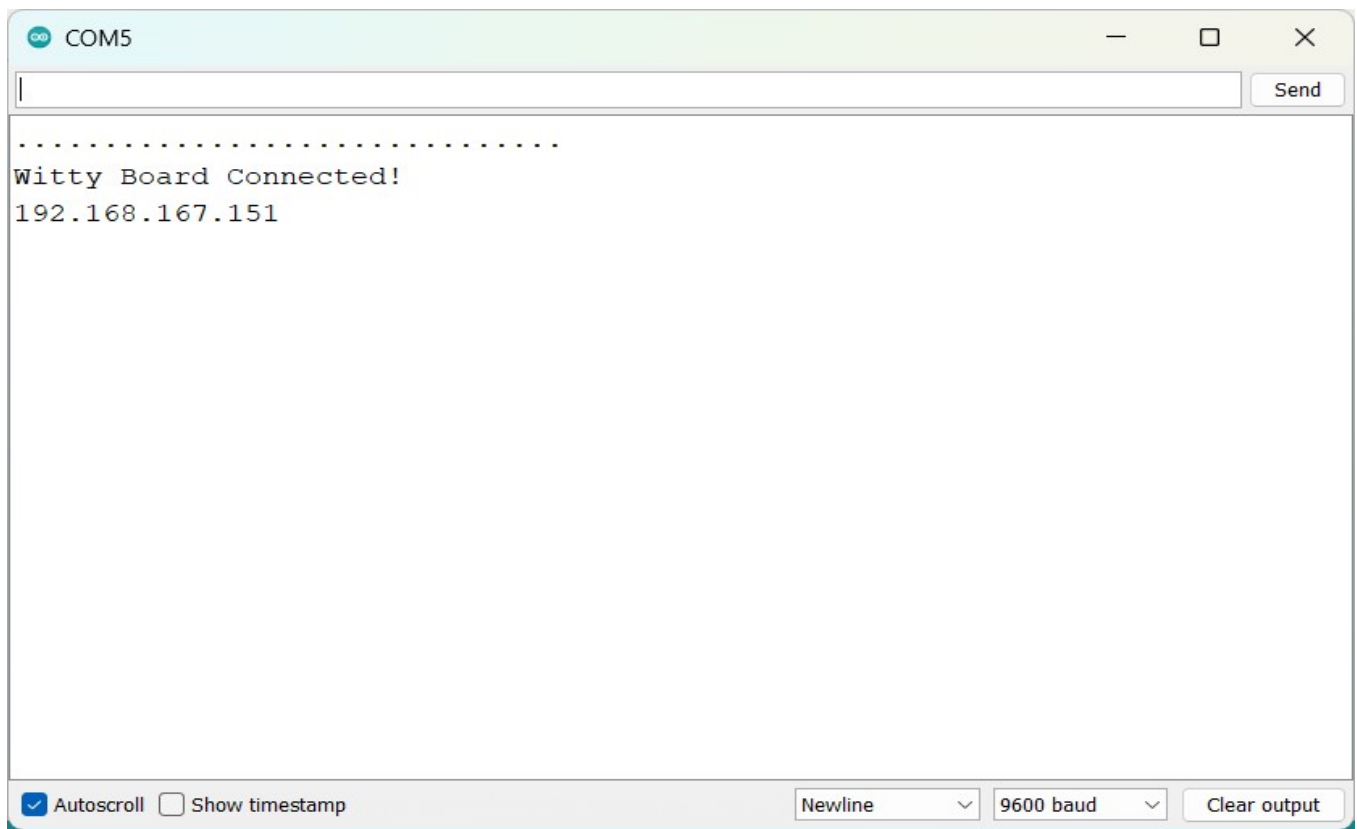 COM5
Send
...............................
Witty Board Connected!
192.168.167.151
Autoscroll Show timestamp Newline 9600 baud Clear output